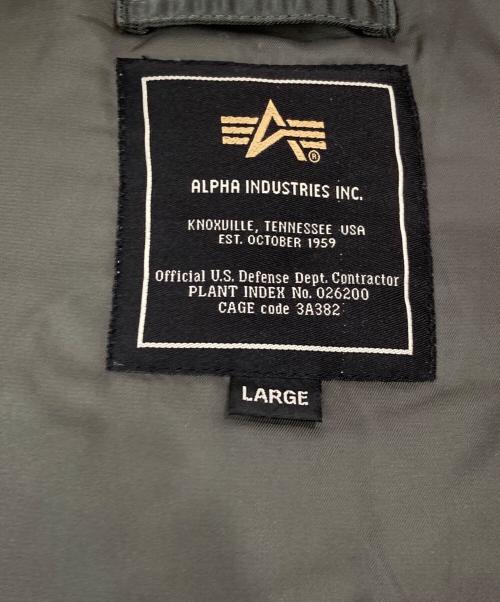 A
®
ALPHA INDUSTRIES INC.
KNOXVILLE, TENNESSEE USA
EST. OCTOBER 1959
Official U.S. Defense Dept. Contractor
PLANT INDEX No. 026200
CAGE code 3A382
LARGE